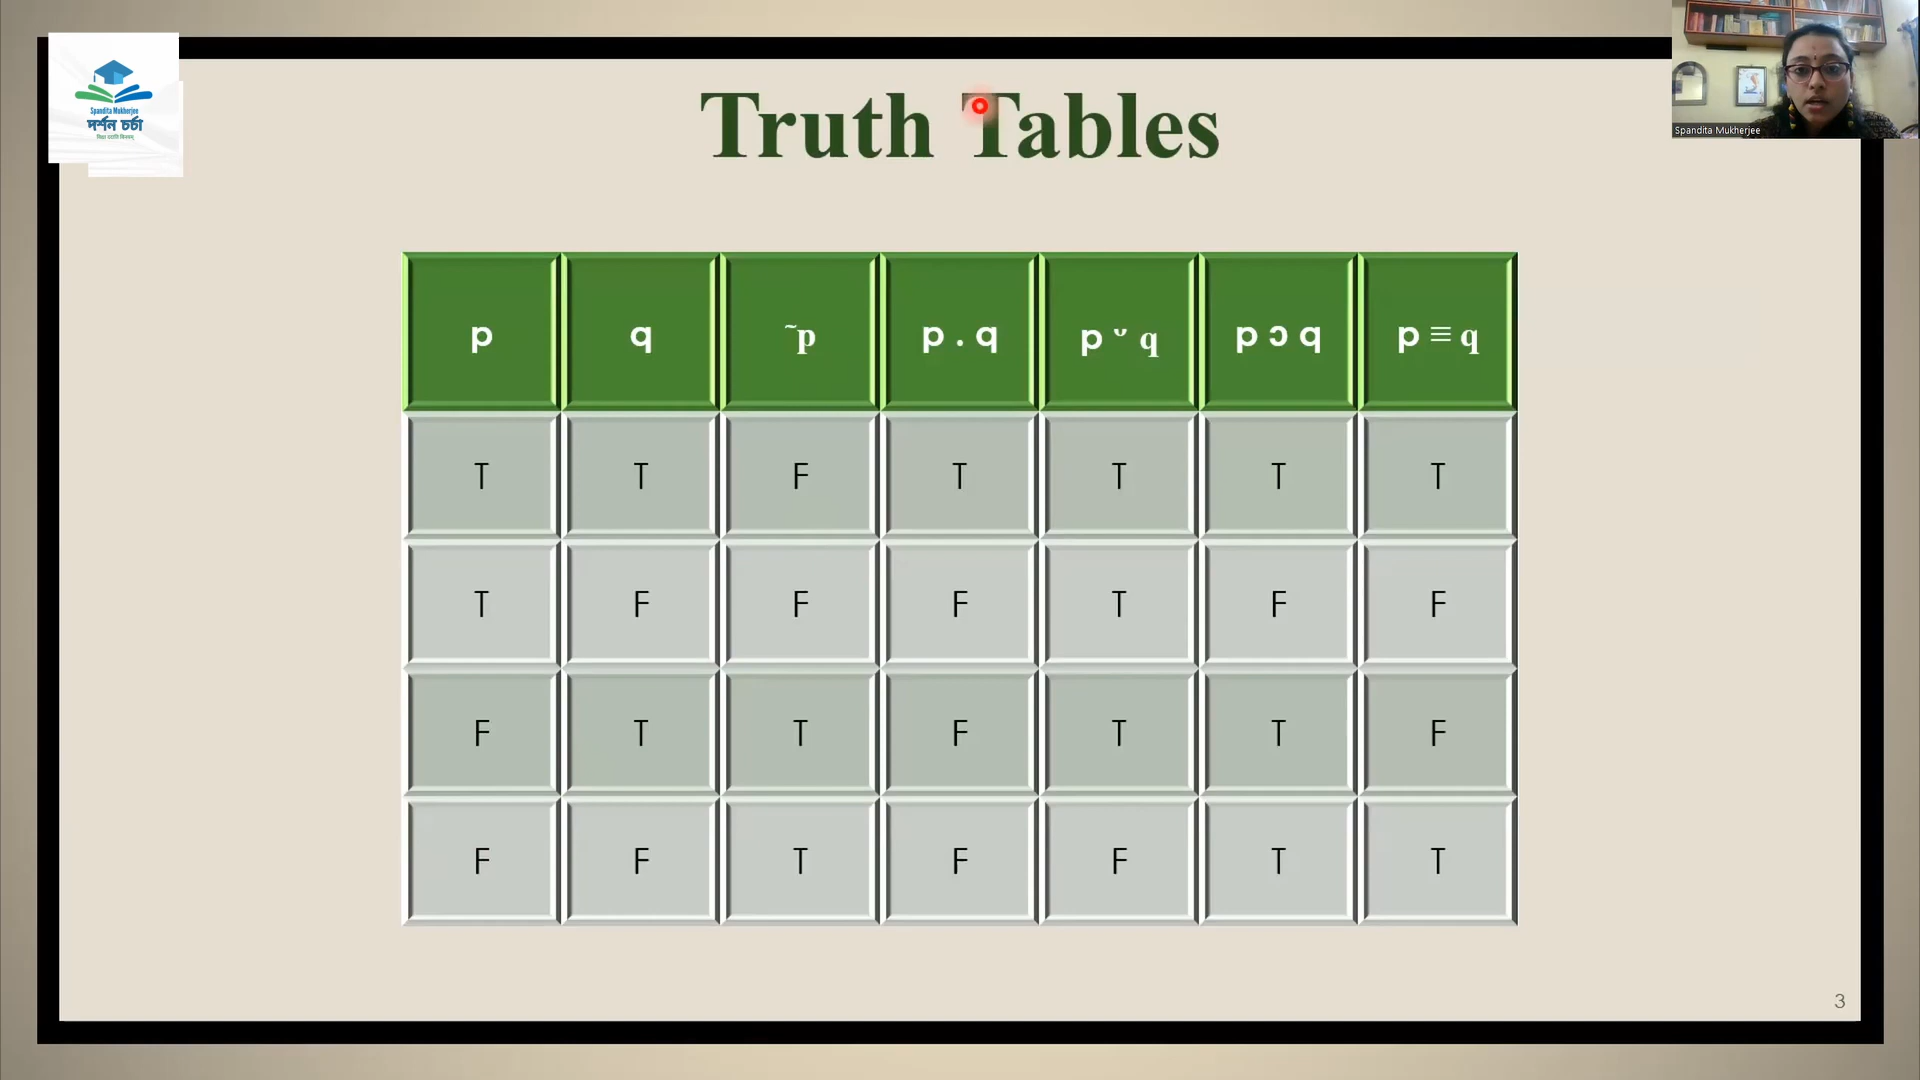 Spandita Mukherjee
দর্শন চর্চা
Truth Tables
Spandita Mukherjee
p q ˜p p . q p ᵕ q p ɔ q p ≡ q
T T F T T T T
T F F F T F F
F T T F T T F
F F T F F T T
3